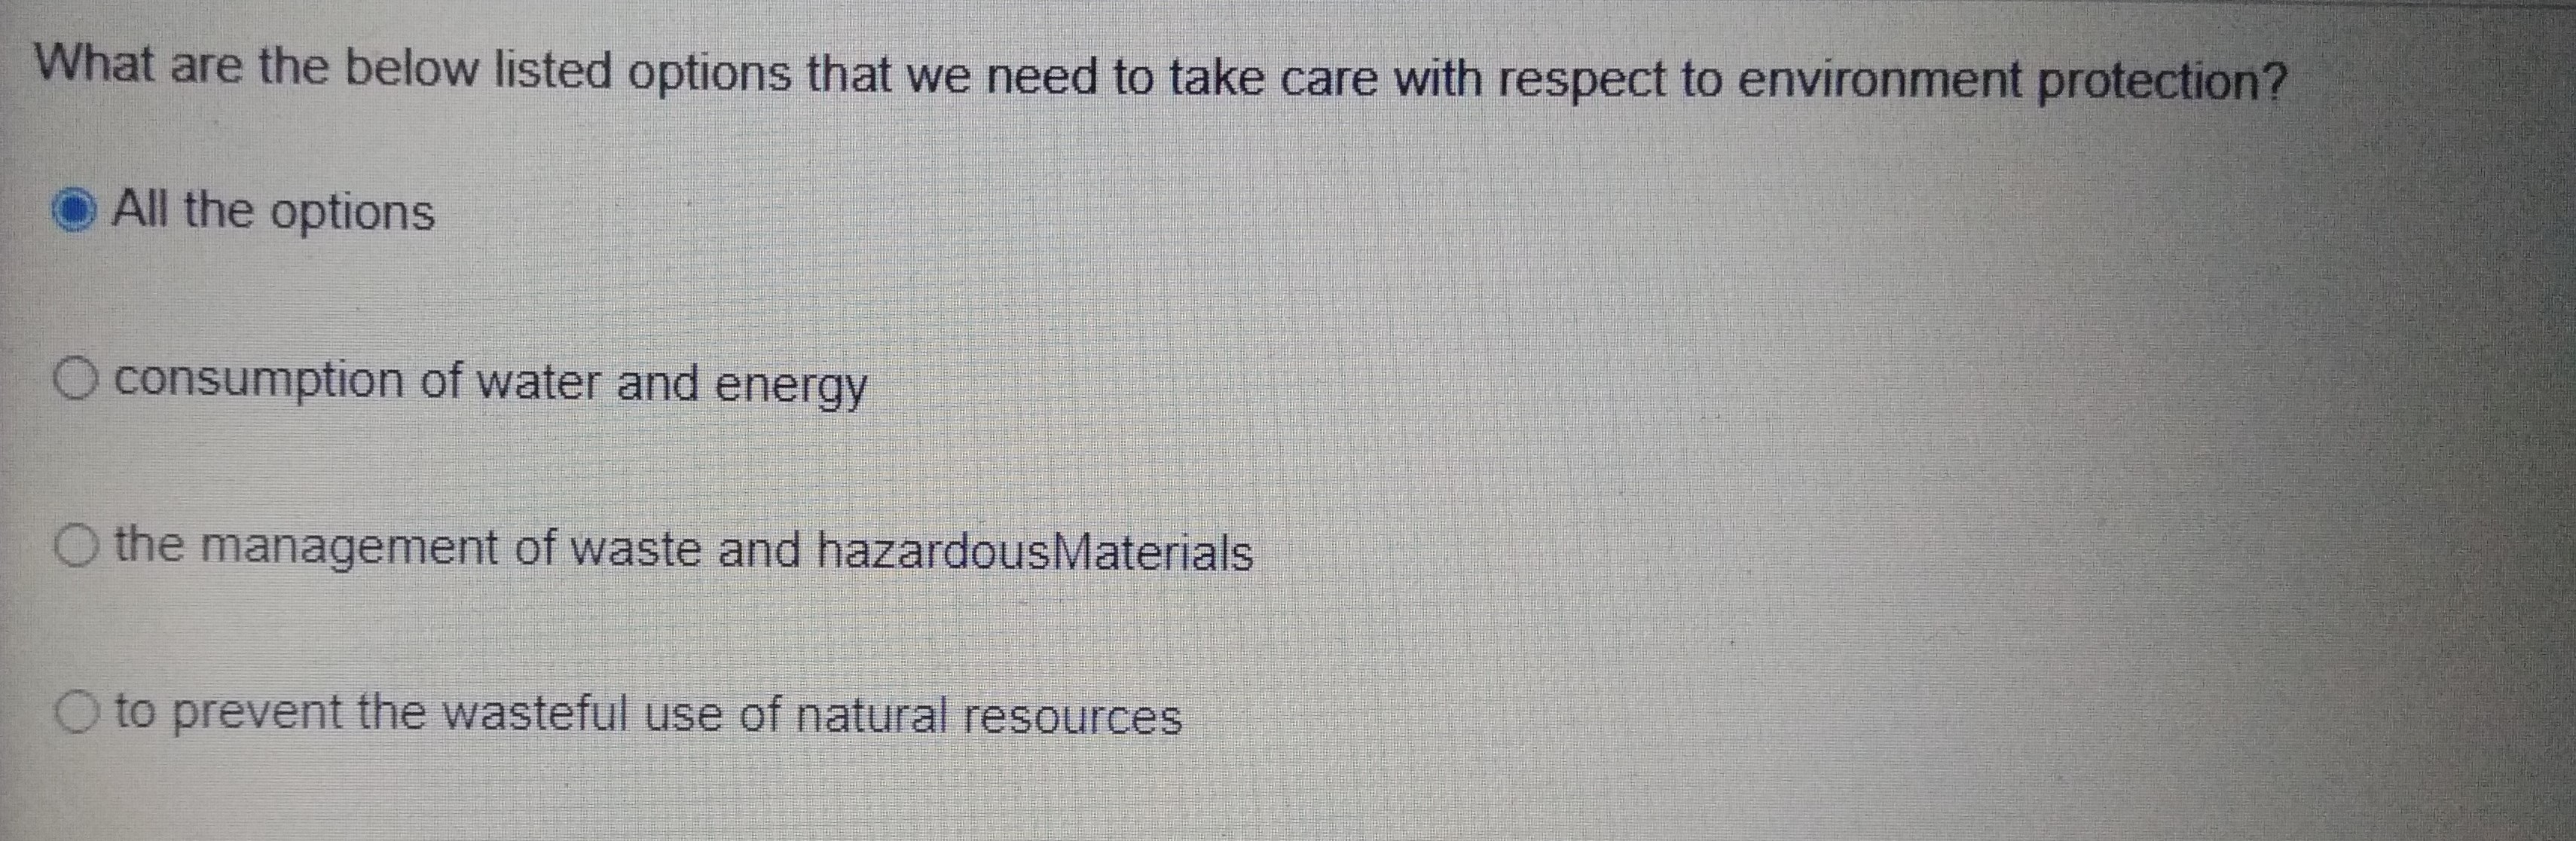 What are the below listed options that we need to take care with respect to environment protection?
All the options
consumption of water and energy
the management of waste and hazardousMaterials
to prevent the wasteful use of natural resources